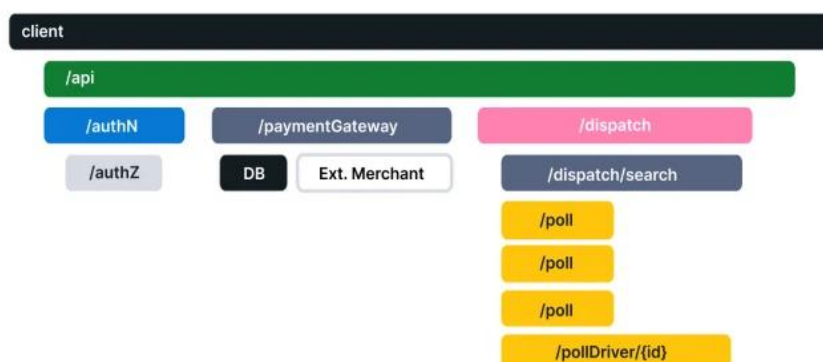 client
/api
/authN /paymentGateway /dispatch
/authZ DB Ext. Merchant /dispatch/search
/poll
/poll
/poll
/pollDriver/{id}